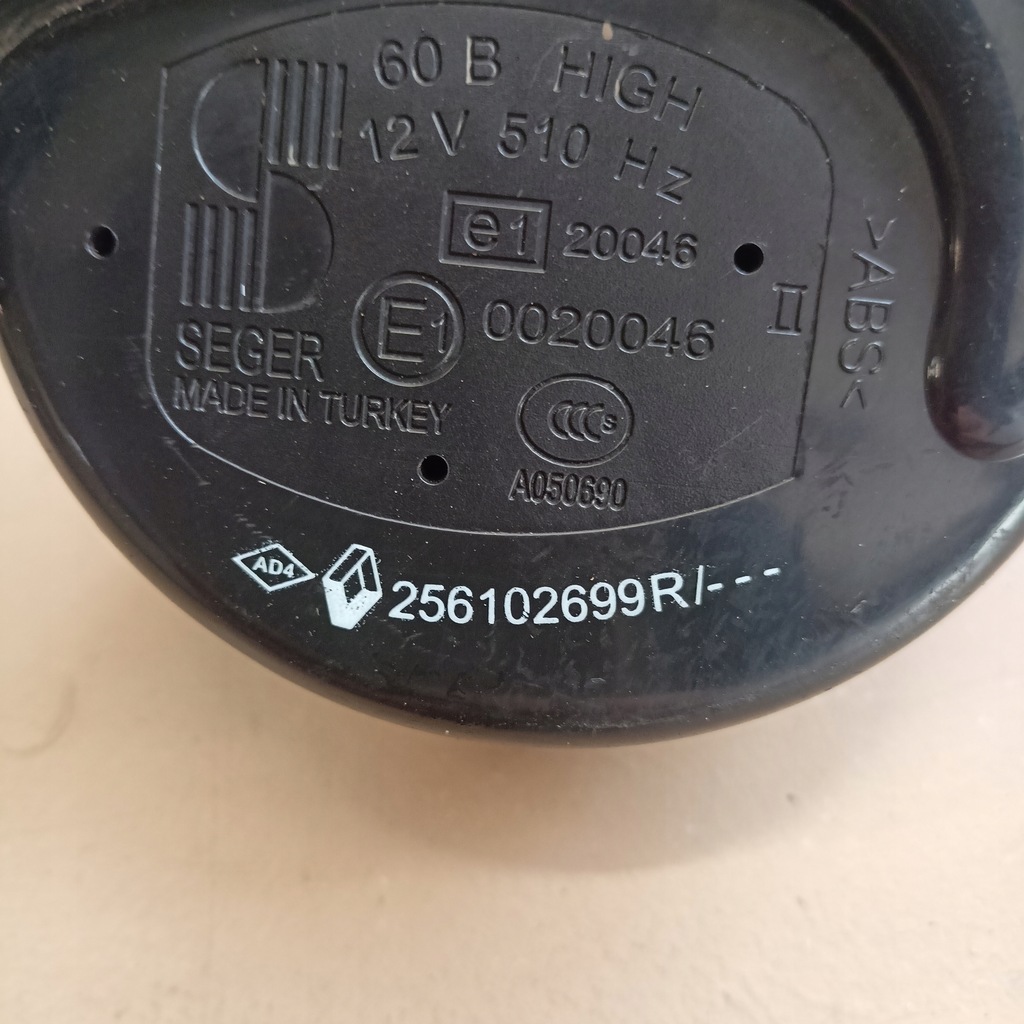 60 B HIGH
12 V 510 Hz
e1 20046
E1 0020046
SEGER
MADE IN TURKEY
CCC S
A050690
II
>ABS<
AD4 256102699R/---